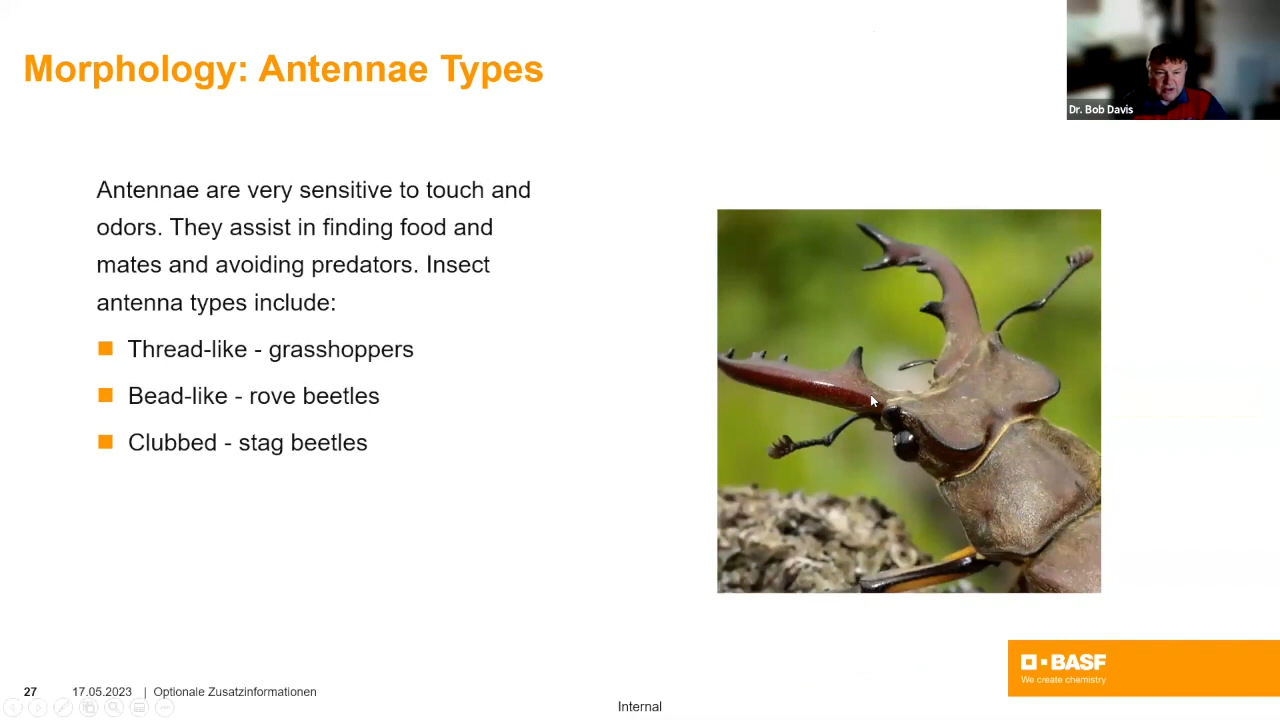 Morphology: Antennae Types
Dr. Bob Davis
Antennae are very sensitive to touch and
odors. They assist in finding food and
mates and avoiding predators. Insect
antenna types include:
Thread-like - grasshoppers
Bead-like - rove beetles
Clubbed - stag beetles
BASF
We create chemistry
27 17.05.2023 | Optionale Zusatzinformationen
Internal